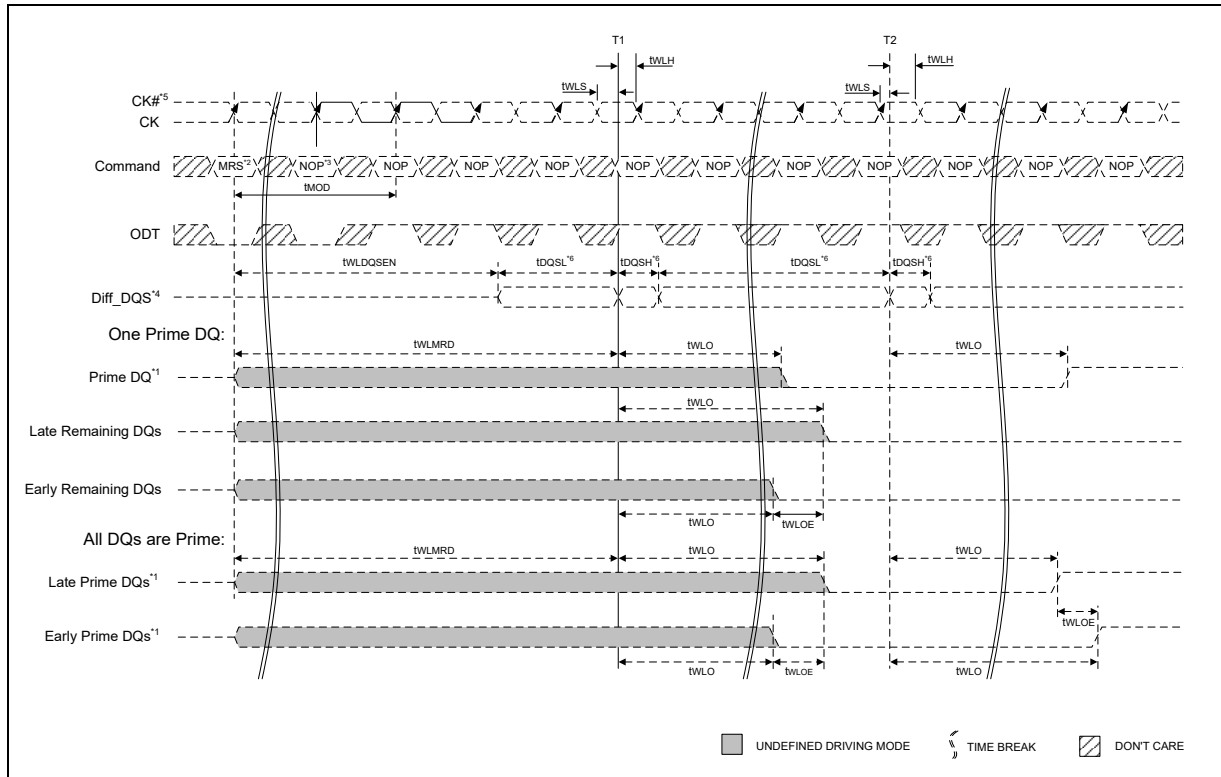 T1
T2
tWLH
tWLH
tWLS
tWLS
CK#*5
CK
Command
MRS*2
NOP*3
NOP
NOP
NOP
NOP
NOP
NOP
NOP
NOP
NOP
NOP
tMOD
ODT
tWLDQSEN
tDQSL*6
tDQSH*6
tDQSL*6
tDQSH*6
Diff_DQS*4
One Prime DQ:
tWLMRD
tWLO
tWLO
Prime DQ*1
tWLO
Late Remaining DQs
Early Remaining DQs
tWLO
tWLOE
All DQs are Prime:
tWLMRD
tWLO
tWLO
Late Prime DQs*1
tWLOE
Early Prime DQs*1
tWLO
tWLOE
tWLO
UNDEFINED DRIVING MODE
TIME BREAK
DON'T CARE